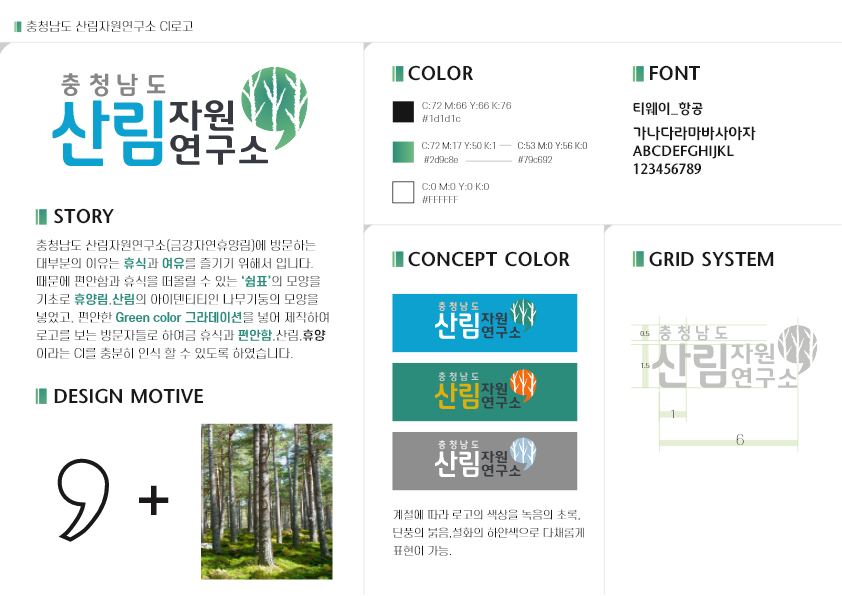 충청남도 산림자원연구소 CI로고
충청남도
산림 자원
연구소
STORY
충청남도 산림자원연구소(금강자연휴양림)에 방문하는
대부분의 이유는 휴식과 여유를 즐기기 위해서 입니다.
때문에 편안함과 휴식을 떠올릴 수 있는 '쉼표'의 모양을
기초로 휴양림,산림의 아이덴티티인 나무기둥의 모양을
넣었고, 편안한 Green color 그라데이션을 넣어 제작하여
로고를 보는 방문자들로 하여금 휴식과 편안함,산림,휴양
이라는 CI를 충분히 인식 할 수 있도록 하였습니다.
DESIGN MOTIVE
, +
COLOR
C:72 M:66 Y:66 K:76
#1d1d1c
C:72 M:17 Y:50 K:1 — C:53 M:0 Y:56 K:0
#2d9c8e — #79c692
C:0 M:0 Y:0 K:0
#FFFFFF
FONT
티웨이_항공
가나다라마바사아자
ABCDEFGHIJKL
123456789
CONCEPT COLOR
충청남도
산림 자원
연구소
충청남도
산림 자원
연구소
충청남도
산림 자원
연구소
계절에 따라 로고의 색상을 녹음의 초록,
단풍의 붉음,설화의 하얀색으로 다채롭게
표현이 가능.
GRID SYSTEM
0.5
충청남도
1.5
산림 자원
연구소
1
6